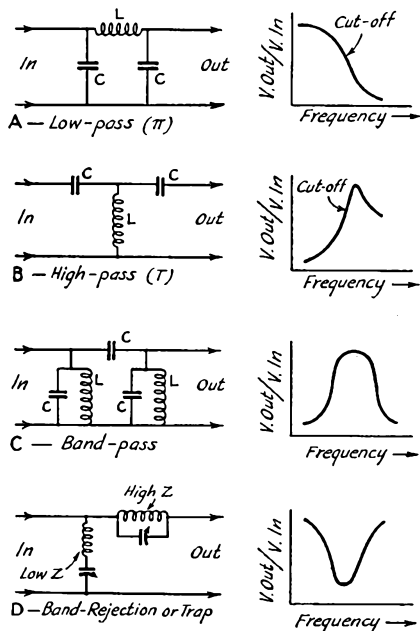 L
In
C
C
Out
A — Low-pass (π)
V.Out/V.In
Cut-off
Frequency
C
C
In
L
Out
B — High-pass (T)
V.Out/V.In
Cut-off
Frequency
C
In
C
L
C
L
Out
C — Band-pass
V.Out/V.In
Frequency
High Z
In
Low Z
Out
D — Band-Rejection or Trap
V.Out/V.In
Frequency